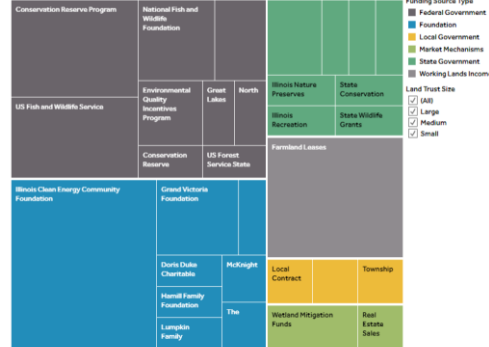 Conservation Reserve Program
National Fish and
Wildlife
Foundation
US Fish and Wildlife Service
Environmental
Quality
Incentives
Program
Great
Lakes
North
Conservation
Reserve
US Forest
Service State
Illinois Clean Energy Community
Foundation
Grand Victoria
Foundation
Doris Duke
Charitable
McKnight
Hamill Family
Foundation
The
Lumpkin
Family
Illinois Nature
Preserves
State
Conservation
Illinois
Recreation
State Wildlife
Grants
Farmland Leases
Local
Contract
Township
Wetland Mitigation
Funds
Real
Estate
Sales
Funding Source Type
Federal Government
Foundation
Local Government
Market Mechanisms
State Government
Working Lands Incom
Land Trust Size
(All)
Large
Medium
Small